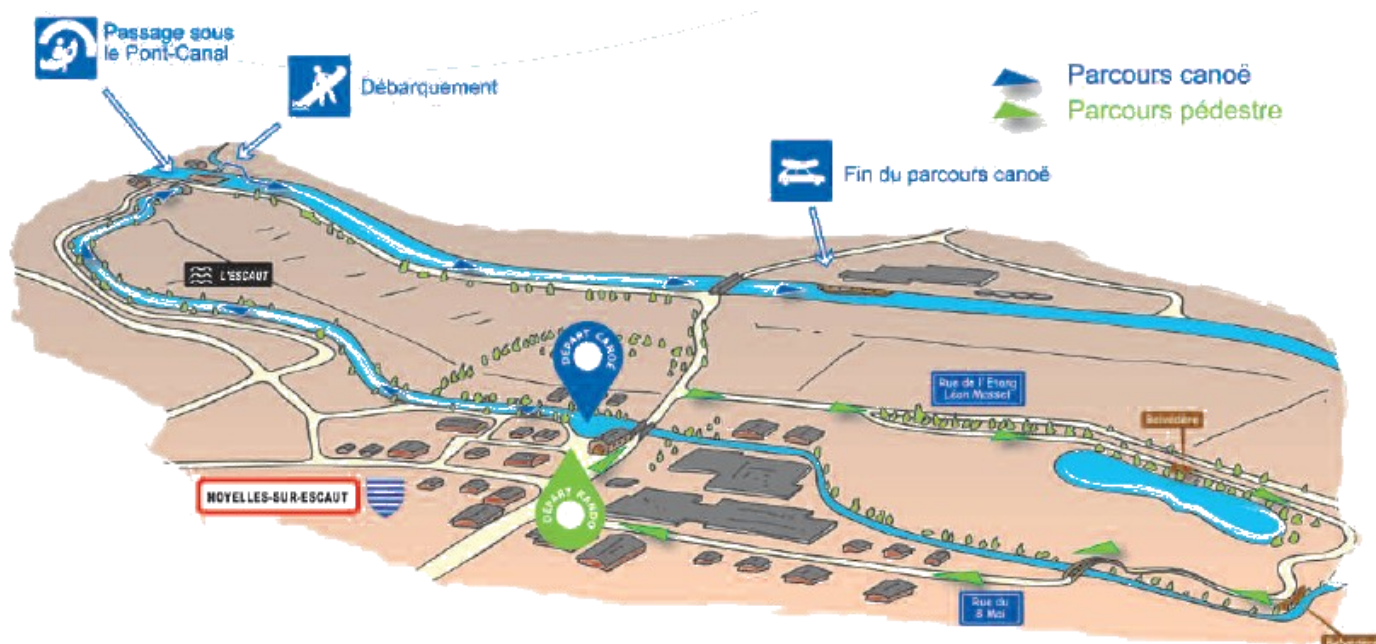 Passage sous
le Pont-Canal
Débarquement
Parcours canoë
Parcours pédestre
Fin du parcours canoë
L'ESCAUT
DÉPART CANOË
Rue de l'Etang
Léon Masset
Belvédère
NOYELLES-SUR-ESCAUT
DÉPART RANDO
Rue du
8 Mai